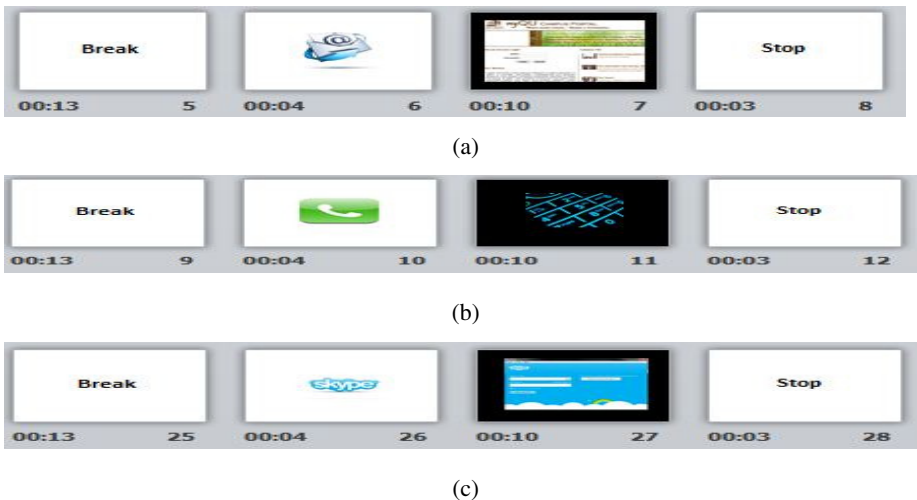 Break @ Stop
00:13 5 00:04 6 00:10 7 00:03 8
(a)
Break Stop
00:13 9 00:04 10 00:10 11 00:03 12
(b)
Break skype Stop
00:13 25 00:04 26 00:10 27 00:03 28
(c)